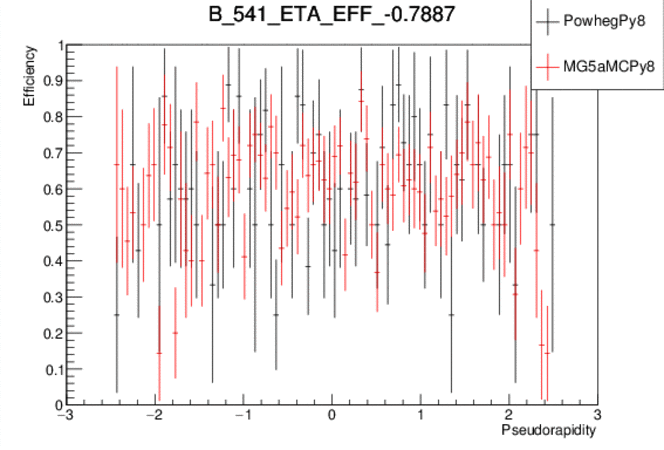 B_541_ETA_EFF_-0.7887
PowhegPy8
MG5aMCPy8
Efficiency
1
0.9
0.8
0.7
0.6
0.5
0.4
0.3
0.2
0.1
0
−3 −2 −1 0 1 2 3
Pseudorapidity